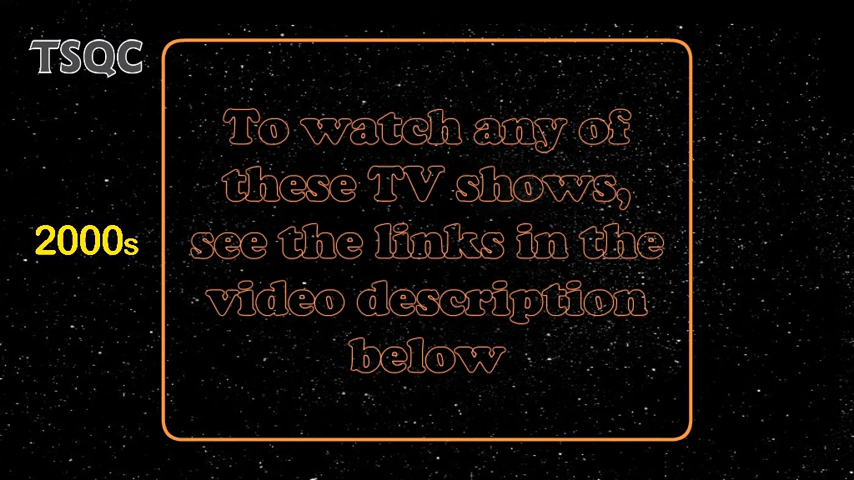 TSQC
To watch any of
these TV shows,
see the links in the
video description
below
2000s